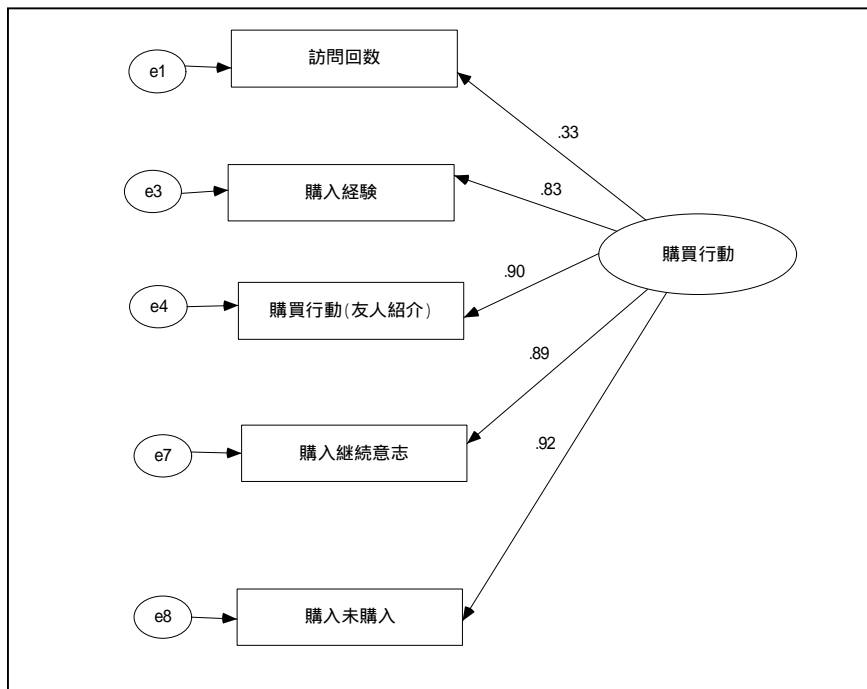 e1
訪問回数
.33
e3
購入経験
.83
購買行動
e4
購買行動(友人紹介)
.90
.89
e7
購入継続意志
.92
e8
購入未購入